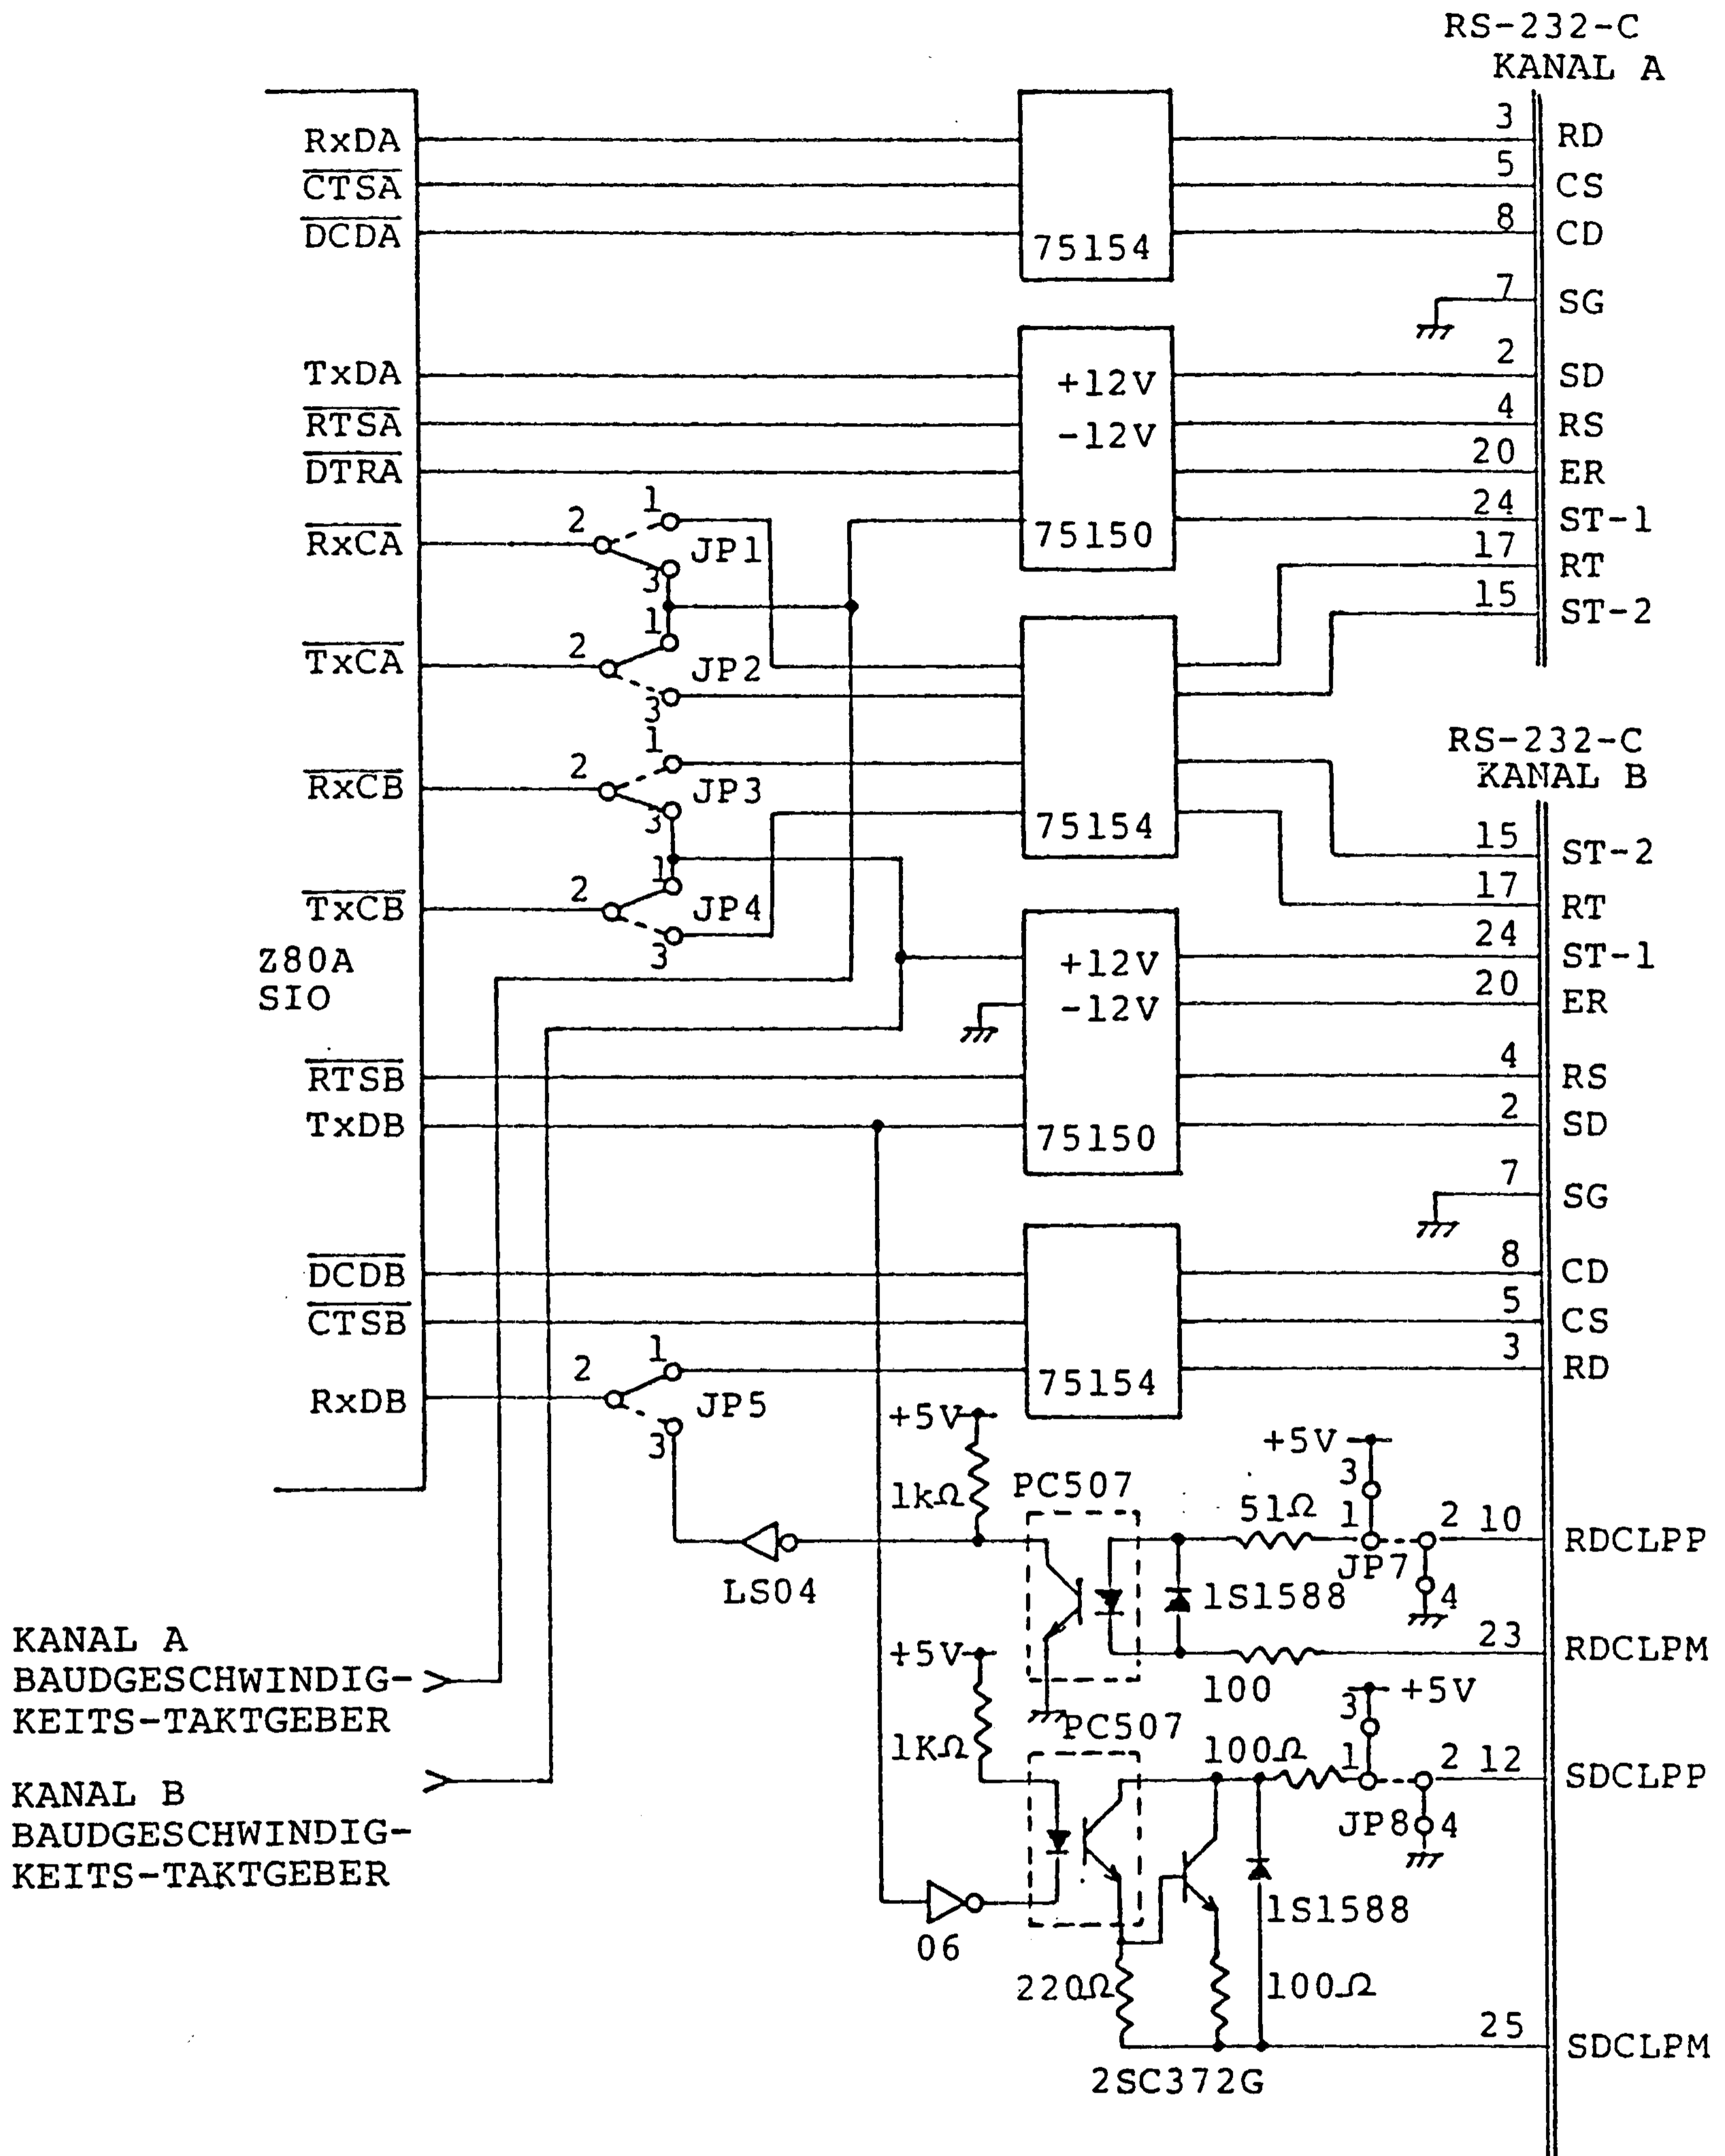 RS-232-C
KANAL A
RxDA
3
RD
CTSA
5
CS
DCDA
75154
8
CD
7
SG
TxDA
+12V
2
SD
RTSA
-12V
4
RS
DTRA
20
ER
75150
24
ST-1
RxCA
2
1
3
JP1
17
RT
15
ST-2
TxCA
2
1
3
JP2
RS-232-C
KANAL B
RxCB
2
1
3
JP3
75154
15
ST-2
TxCB
2
1
3
JP4
17
RT
Z80A
SIO
+12V
-12V
24
ST-1
20
ER
RTSB
4
RS
TxDB
75150
2
SD
7
SG
DCDB
8
CD
CTSB
5
CS
RxDB
2
1
3
JP5
75154
3
RD
+5V
1kΩ
PC507
+5V
3
51Ω
1
2
10
RDCLPP
JP7
4
LS04
1S1588
23
RDCLPM
100
KANAL A
BAUDGESCHWINDIG-
KEITS-TAKTGEBER
+5V
1KΩ
PC507
3
+5V
100Ω
1
2
12
SDCLPP
JP8
4
KANAL B
BAUDGESCHWINDIG-
KEITS-TAKTGEBER
06
1S1588
220Ω
100Ω
25
SDCLPM
2SC372G